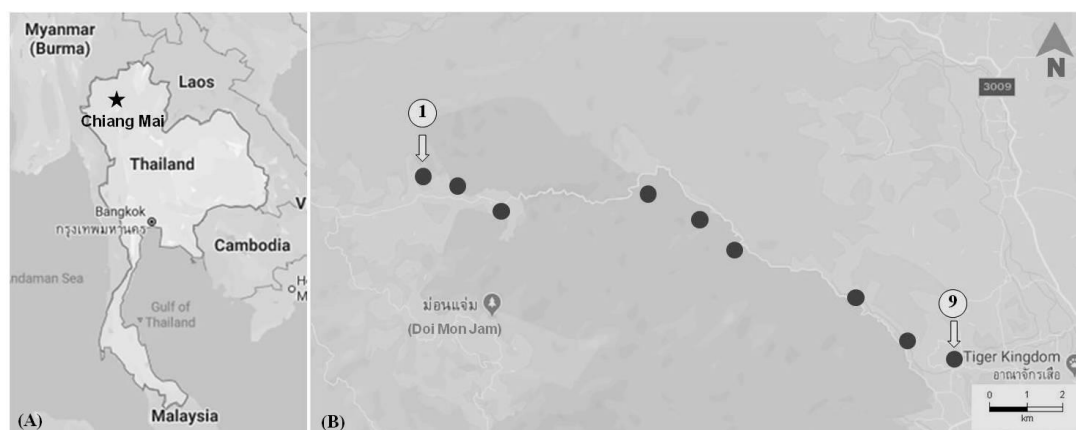 Myanmar
(Burma)
Laos
Chiang Mai
Thailand
Bangkok
กรุงเทพมหานคร
V
Cambodia
ndaman Sea
Gulf of
Thailand
Malaysia
(A)
1
N
3009
ม่อนแจ่ม
(Doi Mon Jam)
9
Tiger Kingdom
อาณาจักรเสือ
0 1 2
km
(B)